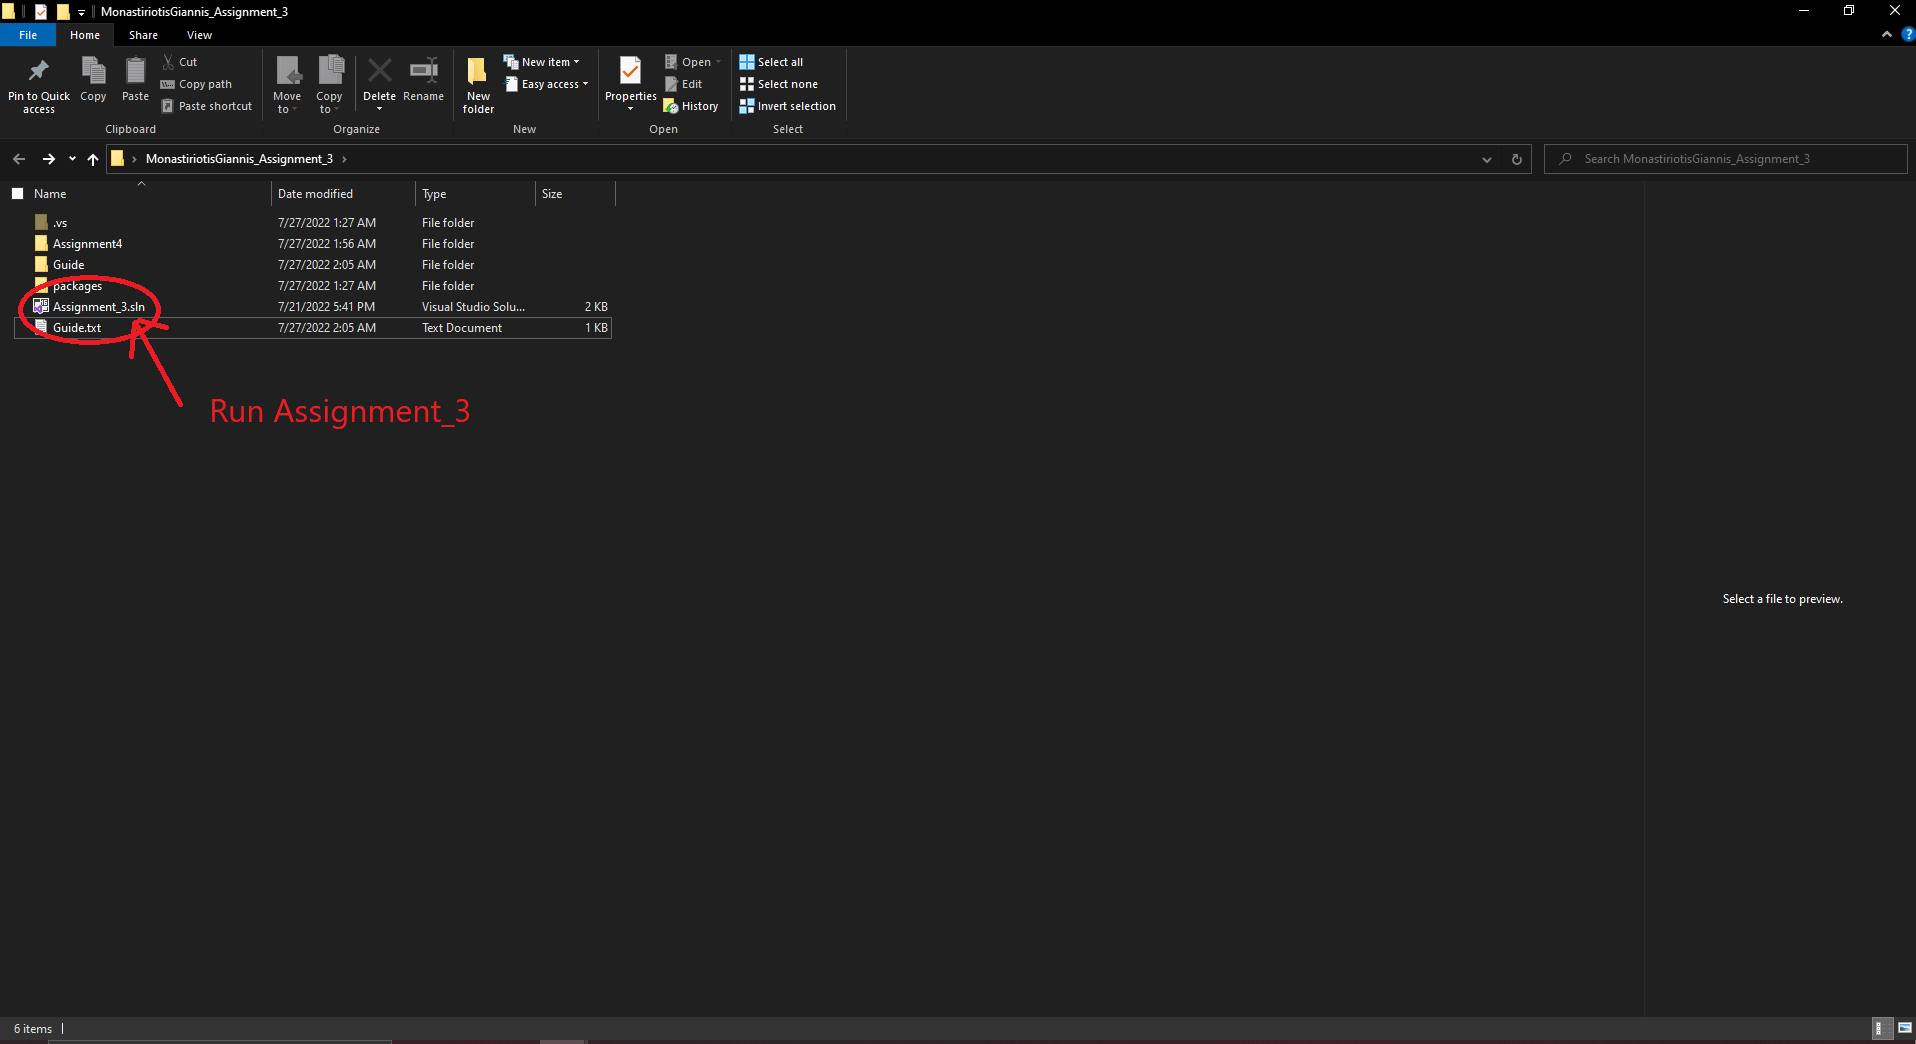 MonastiriotisGiannis_Assignment_3
File Home Share View
Pin to Quick access
Copy
Paste
Cut
Copy path
Paste shortcut
Clipboard
Move to
Copy to
Delete
Rename
Organize
New folder
New item
Easy access
New
Properties
Open
Edit
History
Open
Select all
Select none
Invert selection
Select
MonastiriotisGiannis_Assignment_3
Search MonastiriotisGiannis_Assignment_3
Name Date modified Type Size
.vs 7/27/2022 1:27 AM File folder
Assignment4 7/27/2022 1:56 AM File folder
Guide 7/27/2022 2:05 AM File folder
packages 7/27/2022 1:27 AM File folder
Assignment_3.sln 7/21/2022 5:41 PM Visual Studio Solu... 2 KB
Guide.txt 7/27/2022 2:05 AM Text Document 1 KB
Run Assignment_3
Select a file to preview.
6 items